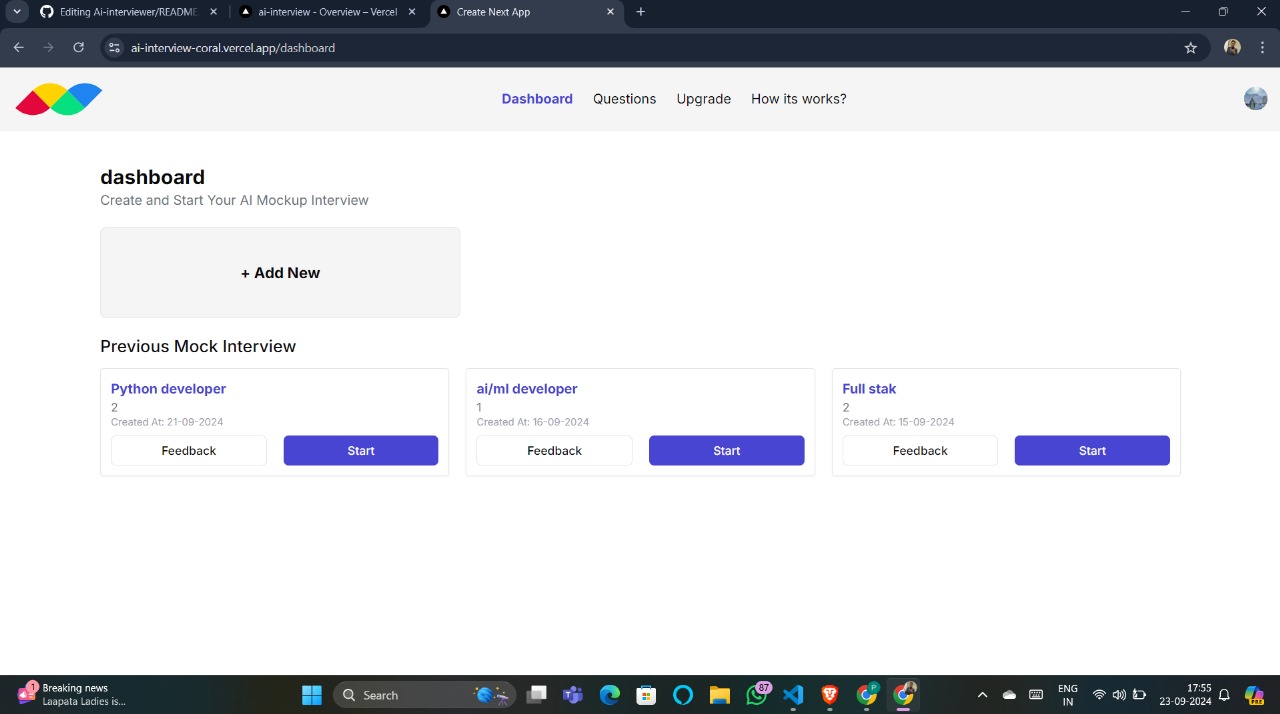 Editing Ai-interviewer/README.
ai-interview - Overview – Vercel
Create Next App
ai-interview-coral.vercel.app/dashboard
Dashboard Questions Upgrade How its works?
dashboard
Create and Start Your AI Mockup Interview
+ Add New
Previous Mock Interview
Python developer
2
Created At: 21-09-2024
Feedback Start
ai/ml developer
1
Created At: 16-09-2024
Feedback Start
Full stak
2
Created At: 15-09-2024
Feedback Start
1
Breaking news
Laapata Ladies is...
Search
87
P
ENG
IN
17:55
23-09-2024
PRE